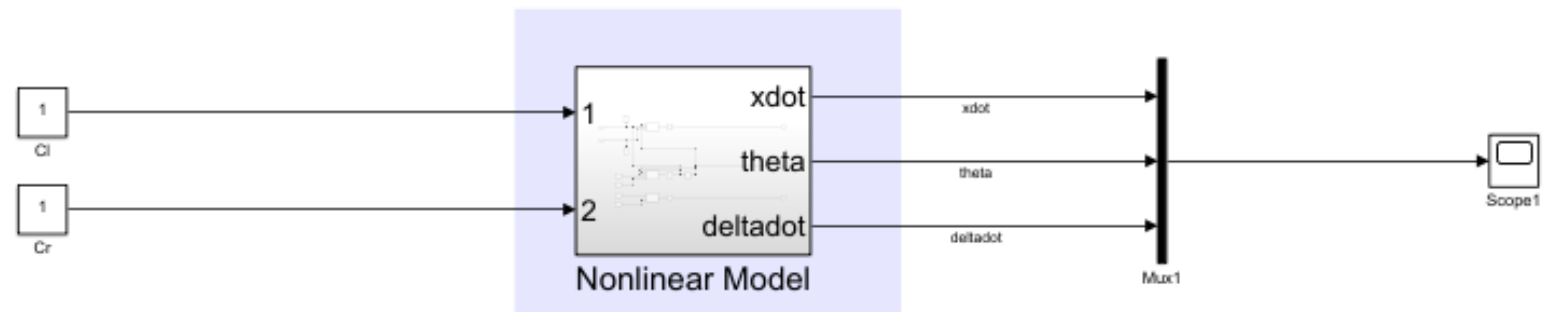 1
Cl
1
Cr
1
2
xdot
theta
deltadot
Nonlinear Model
xdot
theta
deltadot
Mux1
Scope1